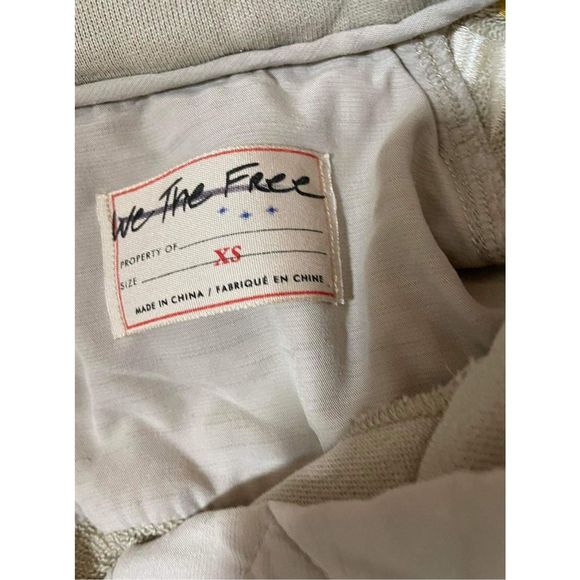 We The Free
PROPERTY OF
SIZE XS
MADE IN CHINA / FABRIQUÉ EN CHINE